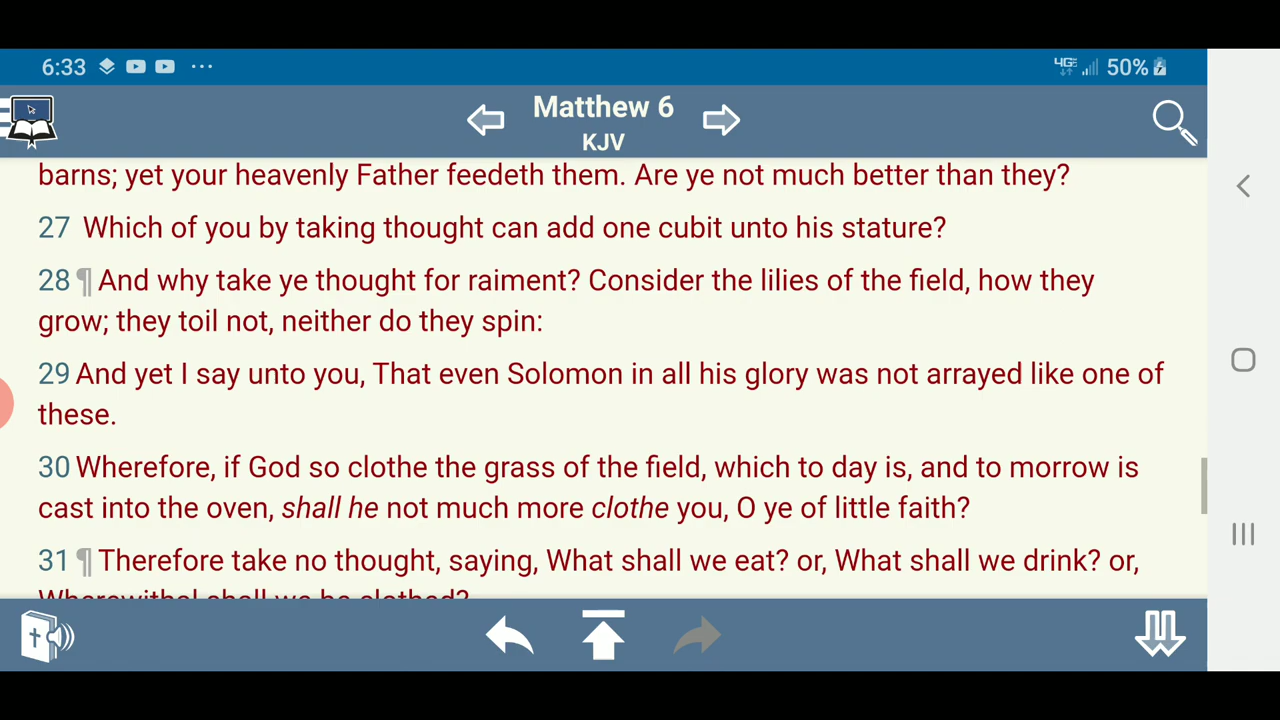 6:33 ... 4GE 50%
Matthew 6
KJV
barns; yet your heavenly Father feedeth them. Are ye not much better than they?
27 Which of you by taking thought can add one cubit unto his stature?
28 ¶ And why take ye thought for raiment? Consider the lilies of the field, how they
grow; they toil not, neither do they spin:
29 And yet I say unto you, That even Solomon in all his glory was not arrayed like one of
these.
30 Wherefore, if God so clothe the grass of the field, which to day is, and to morrow is
cast into the oven, shall he not much more clothe you, O ye of little faith?
31 ¶ Therefore take no thought, saying, What shall we eat? or, What shall we drink? or,
Wherewithal shall we be clothed?